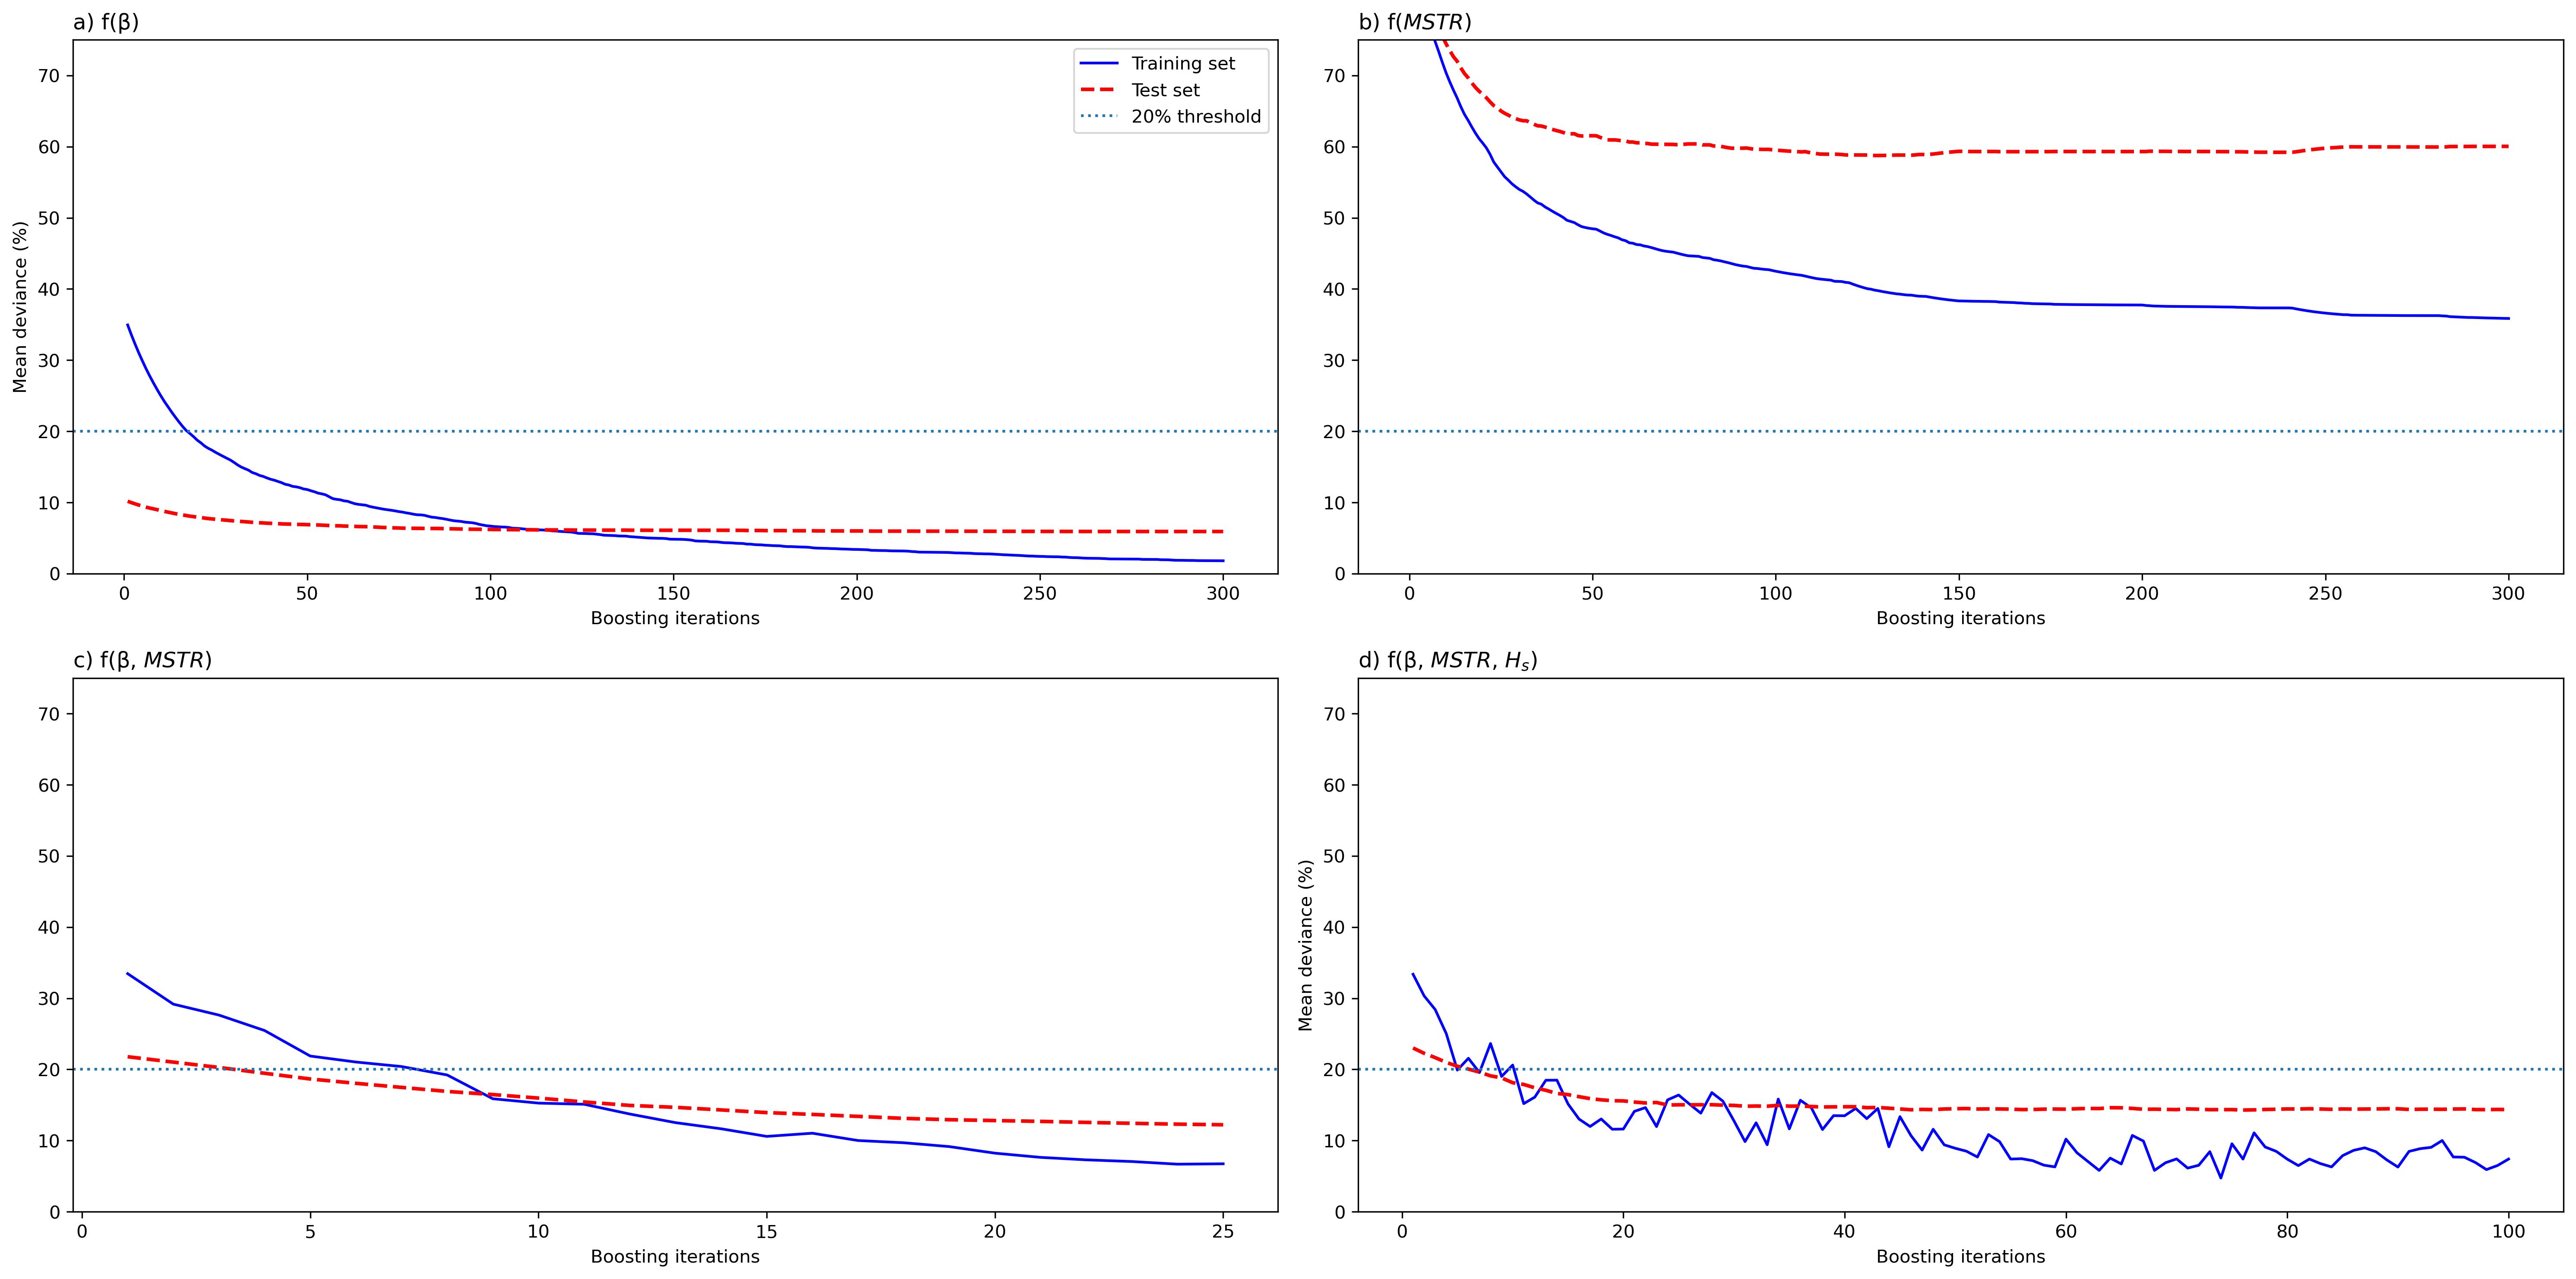 a) f(β)
70
60
50
40
30
20
10
0
Mean deviance (%)
Training set
Test set
20% threshold
0 50 100 150 200 250 300
Boosting iterations
b) f(MSTR)
70
60
50
40
30
20
10
0
0 50 100 150 200 250 300
Boosting iterations
c) f(β, MSTR)
70
60
50
40
30
20
10
0
0 5 10 15 20 25
Boosting iterations
d) f(β, MSTR, Hs)
70
60
50
40
30
20
10
0
Mean deviance (%)
0 20 40 60 80 100
Boosting iterations